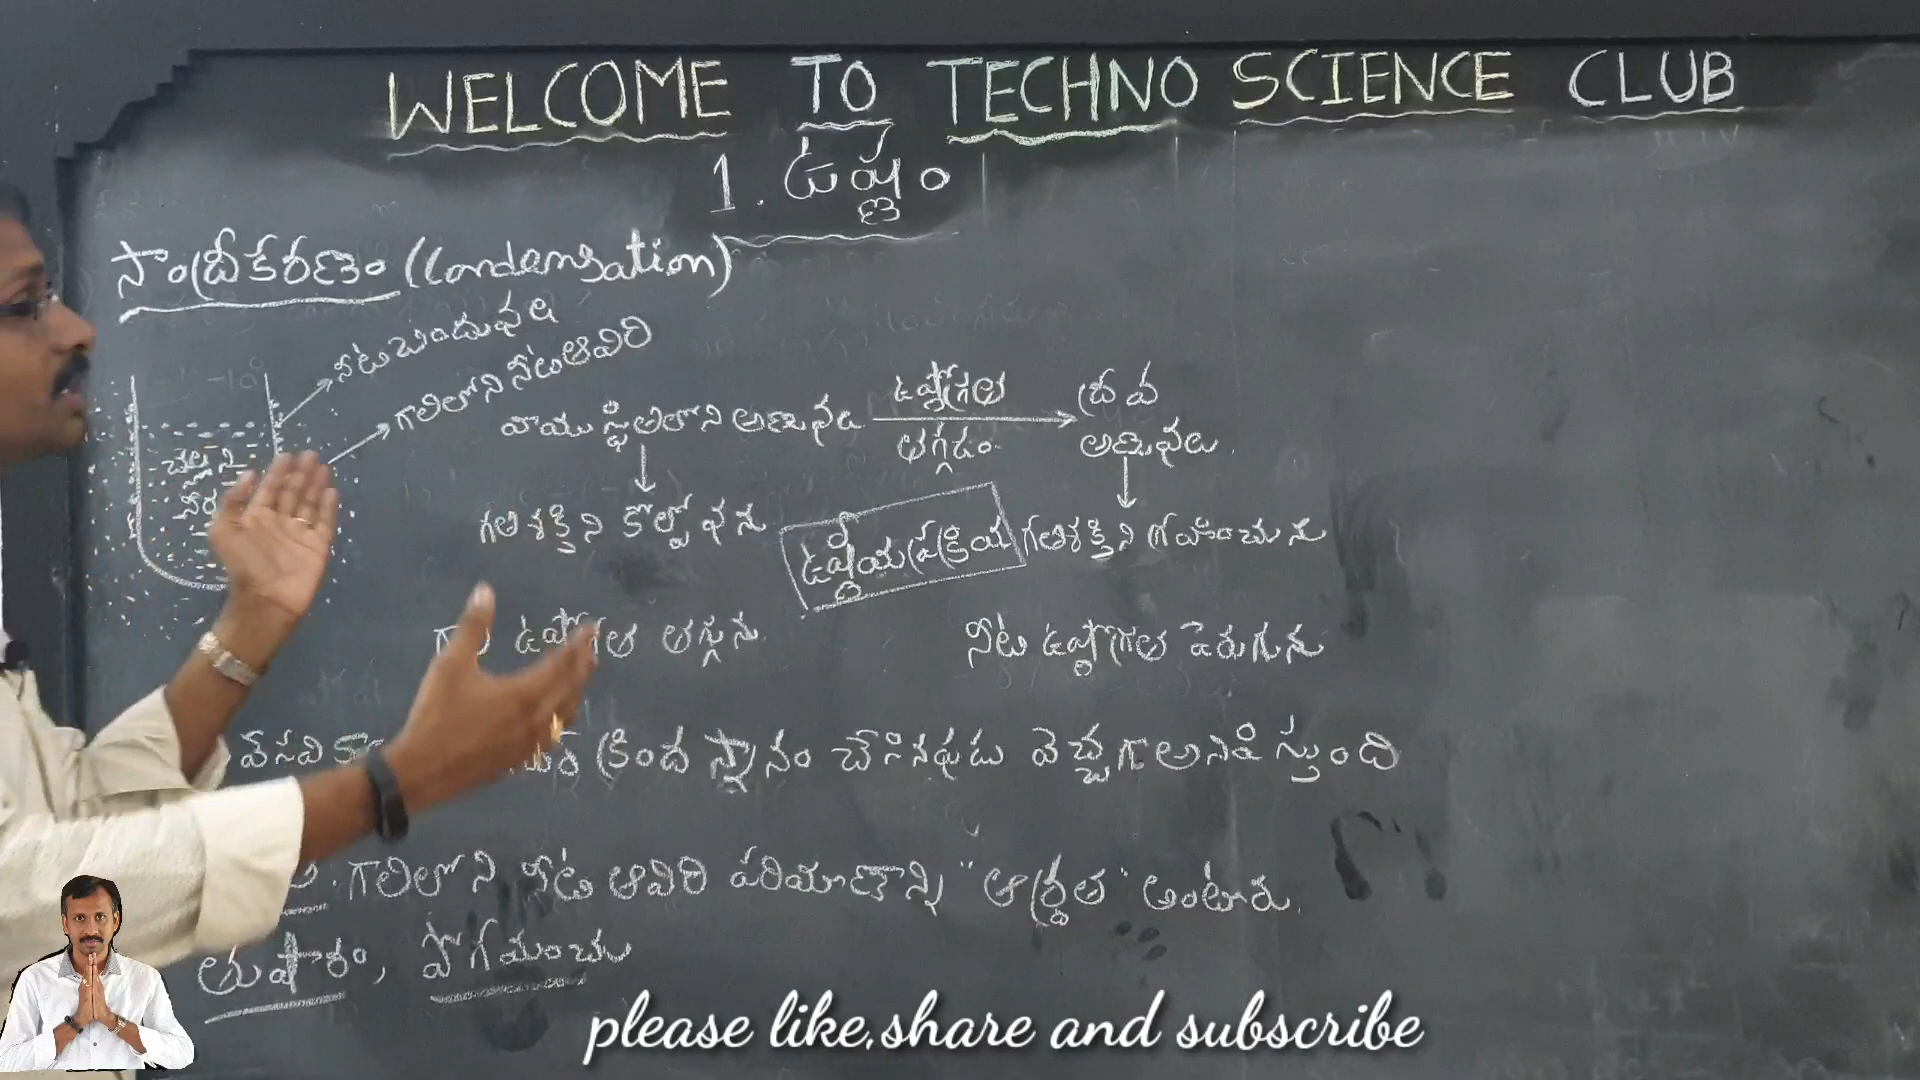 WELCOME TO TECHNO SCIENCE CLUB
1. ఉష్ణం
సాంద్రీకరణం (Condensation)
నీటి బిందువులు
గాలిలోని నీటి ఆవిరి
చల్లని
వాయు స్థితిలోని అణువులు
ఉష్ణోగ్రత
తగ్గడం
ద్రవ
అణువులు.
గతిశక్తిని కోల్పోవును
ఉష్ణీయ ప్రక్రియ
గతిశక్తిని గ్రహించును
ఉష్ణోగ్రత తగ్గును.
నీటి ఉష్ణోగ్రత పెరుగును
వేసవి క్రింద స్నానం చేసినపుడు వెచ్చగా అనిపిస్తుంది
గాలిలోని నీటి ఆవిరి పరిమాణాన్ని "ఆర్ద్రత" అంటారు.
తుషారం, పొగమంచు
please like,share and subscribe